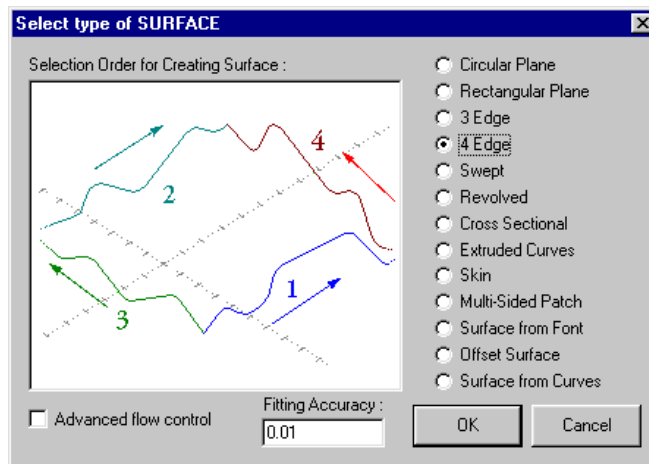 Select type of SURFACE
Selection Order for Creating Surface :
4
2
1
3
Circular Plane
Rectangular Plane
3 Edge
4 Edge
Swept
Revolved
Cross Sectional
Extruded Curves
Skin
Multi-Sided Patch
Surface from Font
Offset Surface
Surface from Curves
Advanced flow control
Fitting Accuracy :
0.01
OK
Cancel